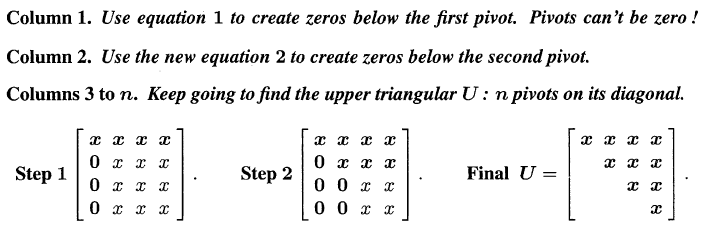 Column 1. Use equation 1 to create zeros below the first pivot. Pivots can't be zero !
Column 2. Use the new equation 2 to create zeros below the second pivot.
Columns 3 to n. Keep going to find the upper triangular U : n pivots on its diagonal.
x x x x x x x x x x x x
0 x x x 0 x x x x x x
Step 1 . Step 2 . Final U = .
0 x x x 0 0 x x x x
0 x x x 0 0 x x x